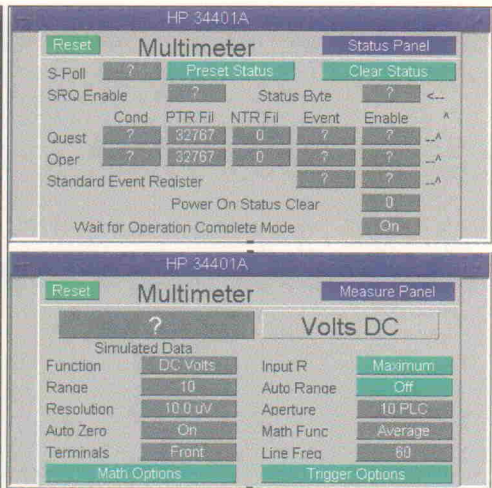 HP 34401A
Reset Multimeter Status Panel
S-Poll ? Preset Status Clear Status
SRQ Enable ? Status Byte ? <--
Cond PTR Fil NTR Fil Event Enable ^
Quest ? 32767 0 ? ? --^
Oper ? 32767 0 ? ? --^
Standard Event Register ? ? --^
Power On Status Clear 0
Wait for Operation Complete Mode On
HP 34401A
Reset Multimeter Measure Panel
? Volts DC
Simulated Data
Function DC Volts Input R Maximum
Range 10 Auto Range Off
Resolution 10.0 uV Aperture 10 PLC
Auto Zero On Math Func Average
Terminals Front Line Freq 60
Math Options Trigger Options